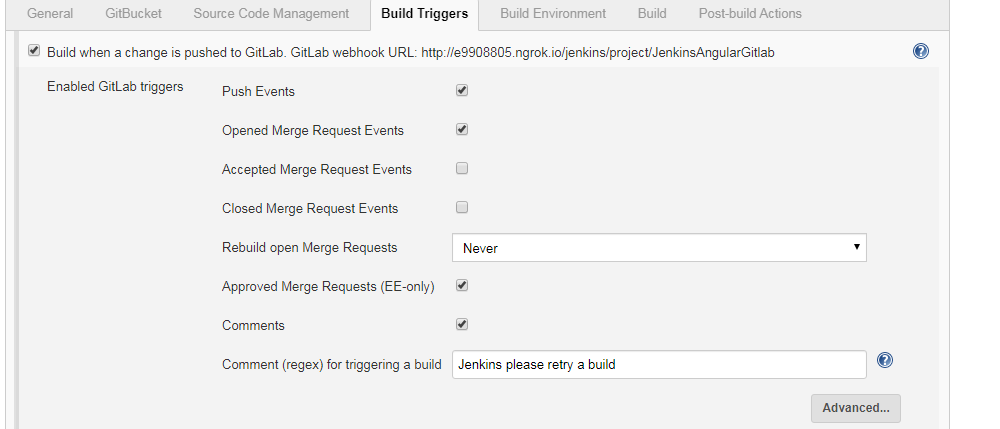 General GitBucket Source Code Management Build Triggers Build Environment Build Post-build Actions
Build when a change is pushed to GitLab. GitLab webhook URL: http://e9908805.ngrok.io/jenkins/project/JenkinsAngularGitlab ?
Enabled GitLab triggers Push Events
Opened Merge Request Events
Accepted Merge Request Events
Closed Merge Request Events
Rebuild open Merge Requests Never
Approved Merge Requests (EE-only)
Comments
Comment (regex) for triggering a build Jenkins please retry a build ?
Advanced...